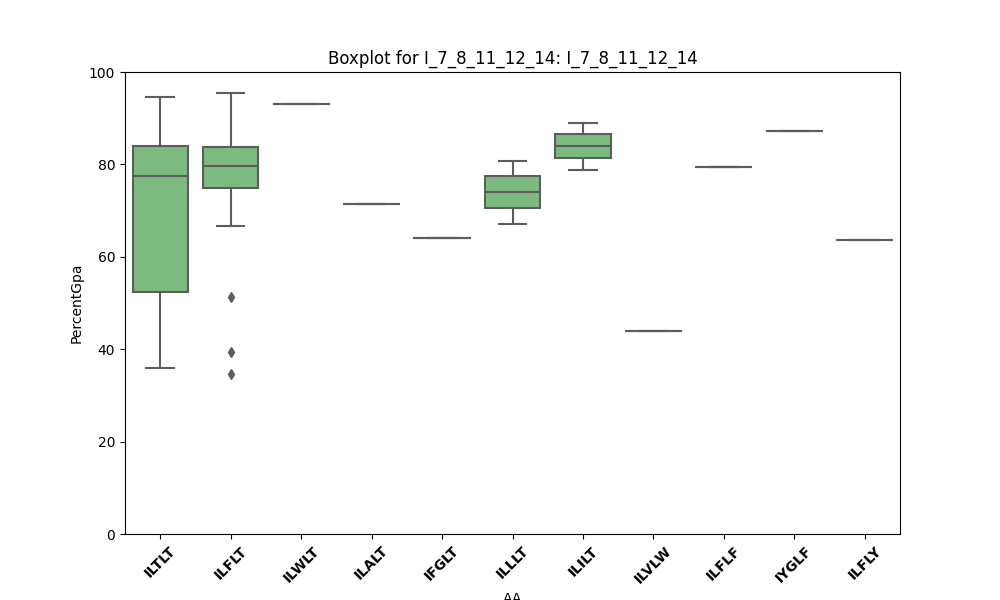 Boxplot for I_7_8_11_12_14: I_7_8_11_12_14
100
80
60
40
20
0
PercentGpa
ILTLT
ILFLT
ILWLT
ILALT
IFGLT
ILLLT
ILILT
ILVLW
ILFLF
IYGLF
ILFLY
AA